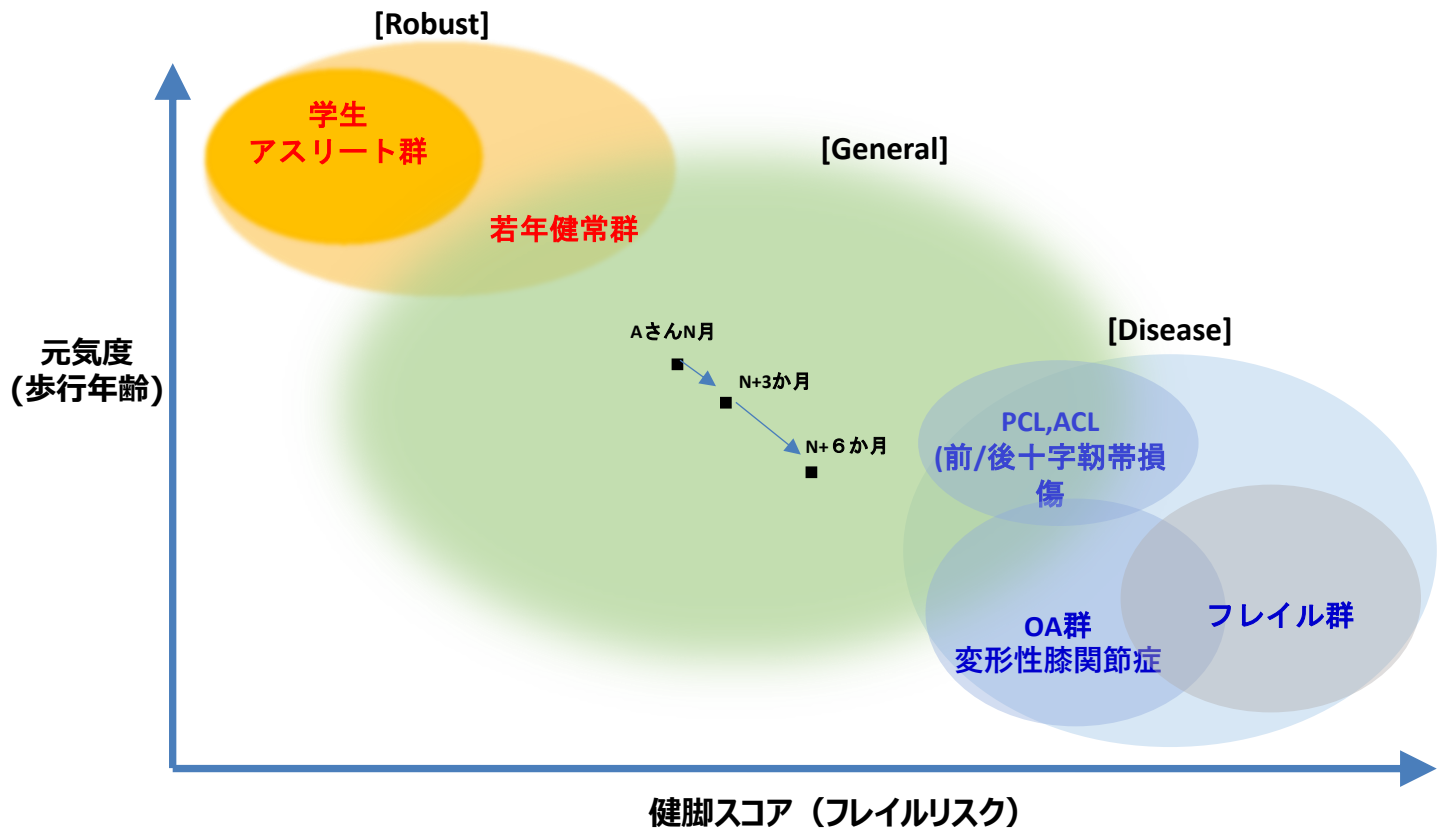 [Robust]
学生
アスリート群
[General]
若年健常群
AさんN月
[Disease]
元気度
(歩行年齢)
N+3か月
PCL,ACL
(前/後十字靭帯損
傷
N+６か月
OA群
変形性膝関節症
フレイル群
健脚スコア（フレイルリスク）